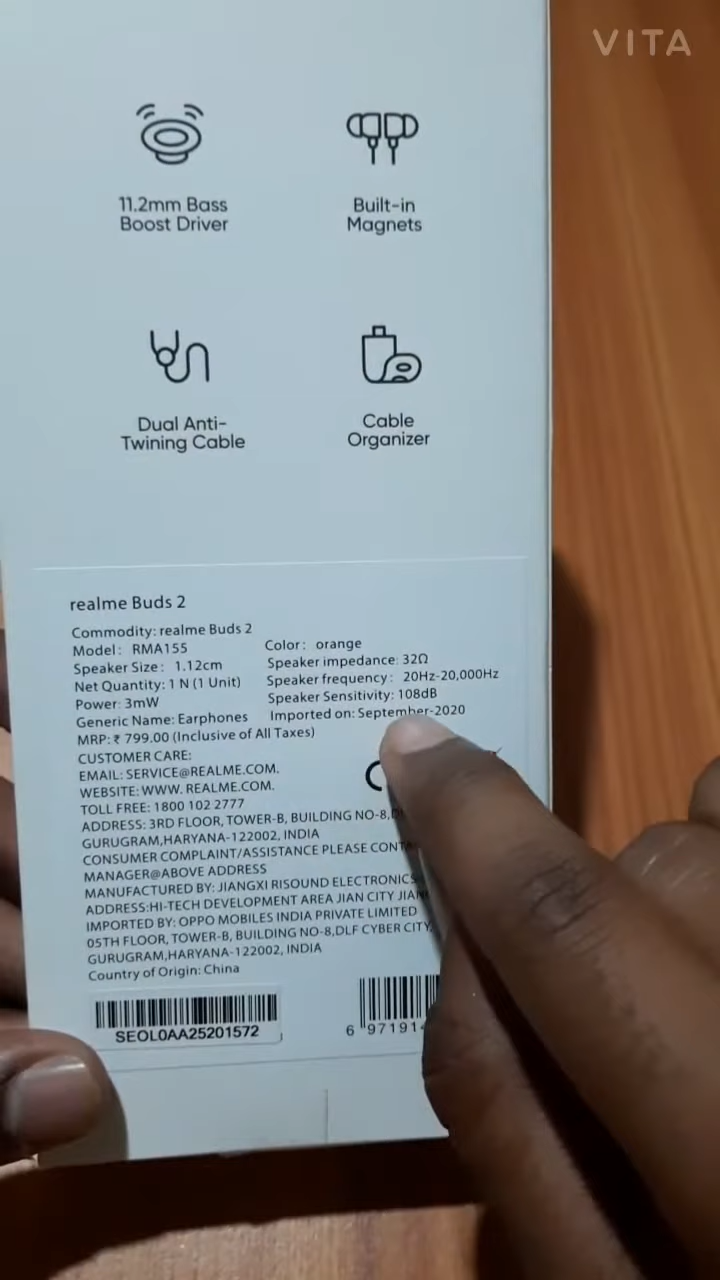 VITA
11.2mm Bass
Boost Driver
Built-in
Magnets
Dual Anti-
Twining Cable
Cable
Organizer
realme Buds 2
Commodity: realme Buds 2
Model: RMA155
Color: orange
Speaker Size: 1.12cm
Speaker impedance: 32Ω
Net Quantity: 1 N (1 Unit)
Speaker frequency: 20Hz-20,000Hz
Power: 3mW
Speaker Sensitivity: 108dB
Generic Name: Earphones
Imported on: September-2020
MRP: ₹ 799.00 (Inclusive of All Taxes)
CUSTOMER CARE:
EMAIL: SERVICE@REALME.COM.
WEBSITE: WWW. REALME.COM.
TOLL FREE: 1800 102 2777
ADDRESS: 3RD FLOOR, TOWER-B, BUILDING NO-8,
GURUGRAM,HARYANA-122002, INDIA
CONSUMER COMPLAINT/ASSISTANCE PLEASE
MANAGER@ABOVE ADDRESS
MANUFACTURED BY: JIANGXI RISOUND ELECTRONICS
ADDRESS:HI-TECH DEVELOPMENT AREA JIAN CITY
IMPORTED BY: OPPO MOBILES INDIA PRIVATE LIMITED
05TH FLOOR, TOWER-B, BUILDING NO-8,DLF CYBER CITY,
GURUGRAM,HARYANA-122002, INDIA
Country of Origin: China
SEOL0AA25201572
6 97191